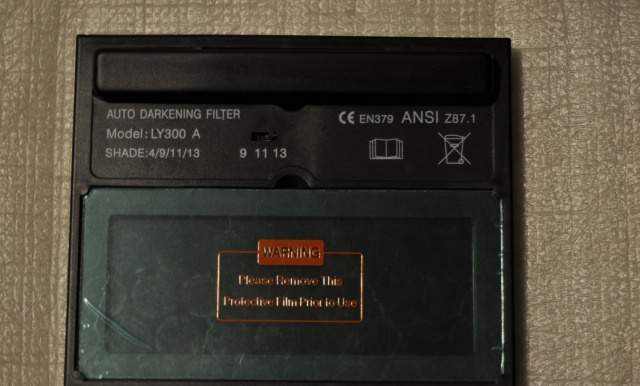 AUTO DARKENING FILTER
Model: LY300 A
SHADE:4/9/11/13
9 11 13
CE EN379 ANSI Z87.1
WARNING
Please Remove This
Protective Film Prior to Use